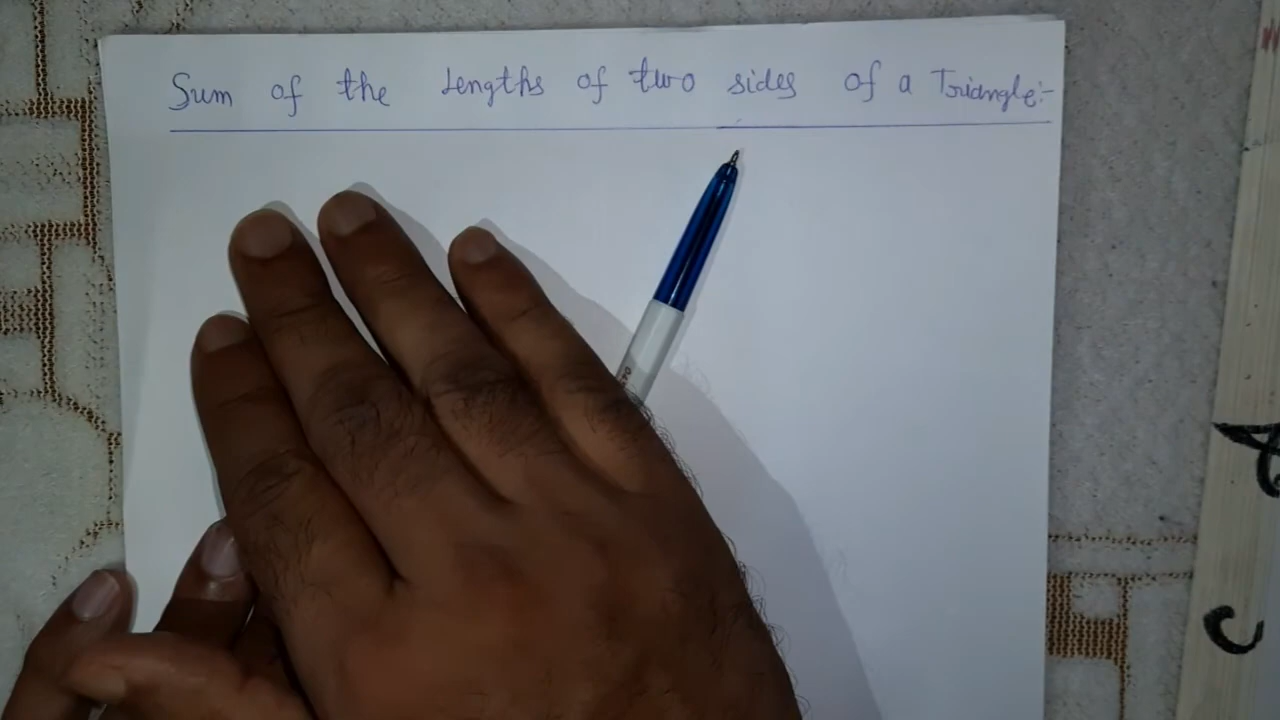 Sum of the Lengths of two sides of a Triangle:-
C